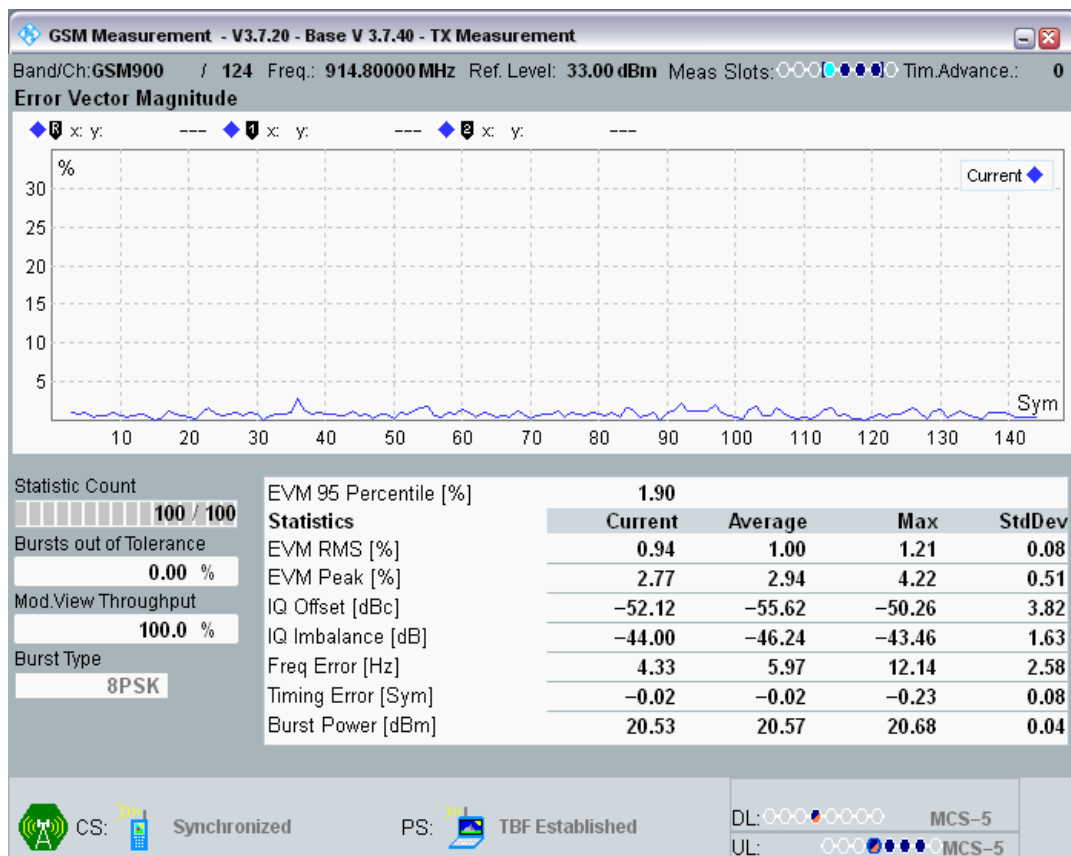 GSM Measurement - V3.7.20 - Base V 3.7.40 - TX Measurement
Band/Ch:GSM900 / 124 Freq.: 914.80000 MHz Ref. Level: 33.00 dBm Meas Slots: Tim.Advance.: 0
Error Vector Magnitude
R x: y: --- 1 x: y: --- 2 x: y: ---
%
Current
30
25
20
15
10
5
Sym
10 20 30 40 50 60 70 80 90 100 110 120 130 140
Statistic Count
100 / 100
Bursts out of Tolerance
0.00 %
Mod.View Throughput
100.0 %
Burst Type
8PSK
EVM 95 Percentile [%] 1.90
Statistics Current Average Max StdDev
EVM RMS [%] 0.94 1.00 1.21 0.08
EVM Peak [%] 2.77 2.94 4.22 0.51
IQ Offset [dBc] −52.12 −55.62 −50.26 3.82
IQ Imbalance [dB] −44.00 −46.24 −43.46 1.63
Freq Error [Hz] 4.33 5.97 12.14 2.58
Timing Error [Sym] −0.02 −0.02 −0.23 0.08
Burst Power [dBm] 20.53 20.57 20.68 0.04
CS: Synchronized PS: TBF Established
DL: MCS−5
UL: MCS−5